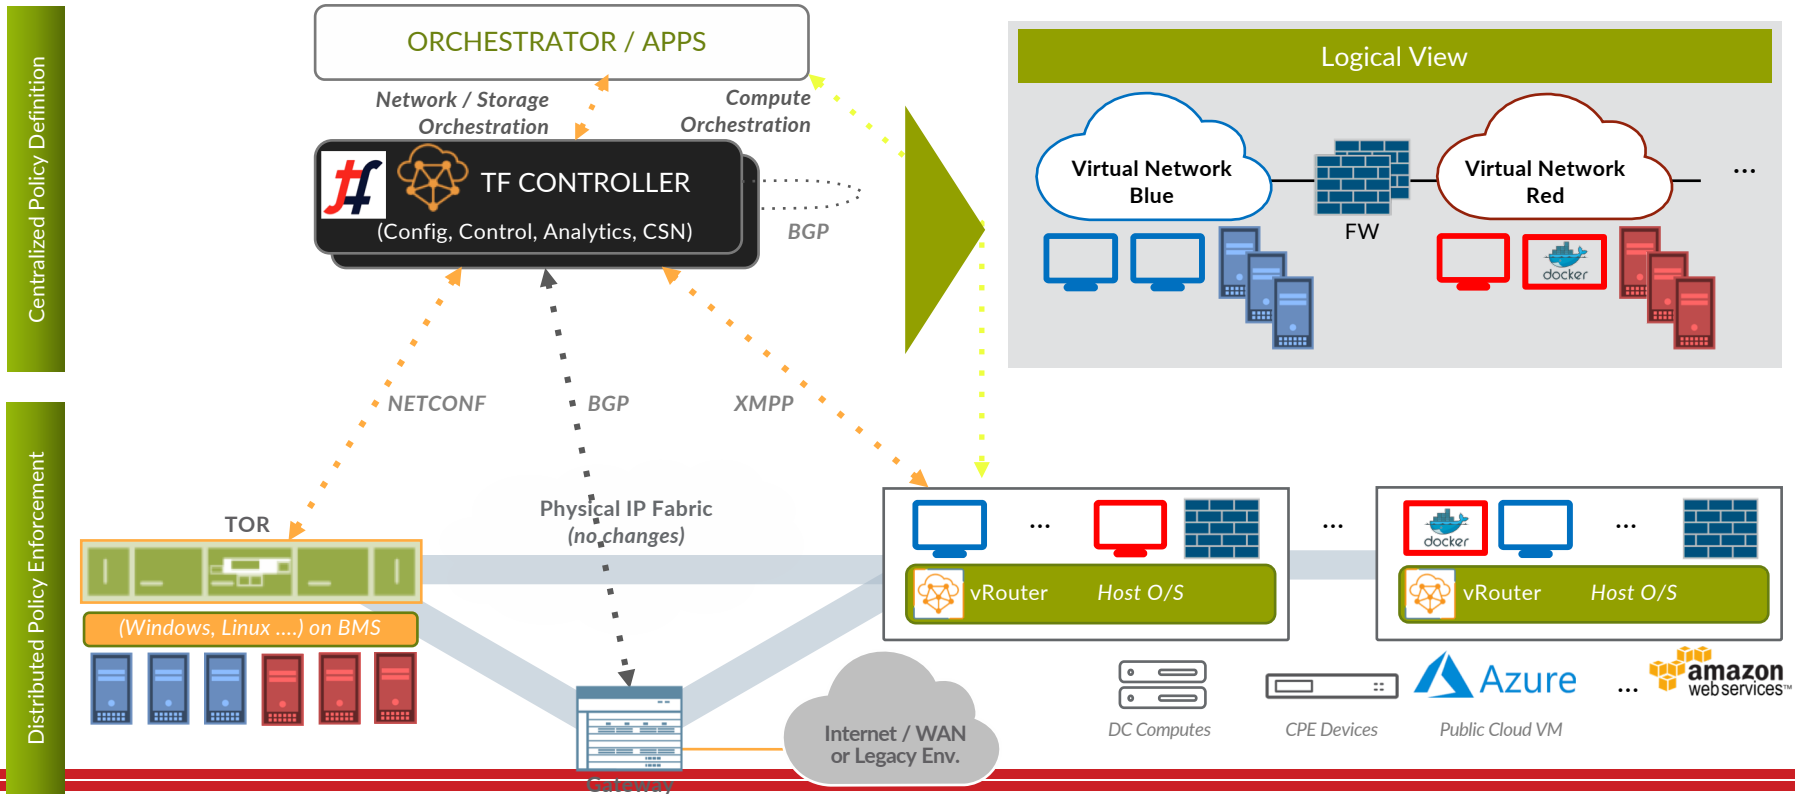 Centralized Policy Definition
ORCHESTRATOR / APPS
Network / Storage
Orchestration
Compute
Orchestration
tf
TF CONTROLLER
(Config, Control, Analytics, CSN)
BGP
Logical View
Virtual Network
Blue
FW
Virtual Network
Red
...
docker
NETCONF
BGP
XMPP
Distributed Policy Enforcement
TOR
Physical IP Fabric
(no changes)
(Windows, Linux ....) on BMS
...
vRouter
Host O/S
...
docker
...
vRouter
Host O/S
Gateway
Internet / WAN
or Legacy Env.
DC Computes
CPE Devices
Azure
Public Cloud VM
...
amazon
web services™